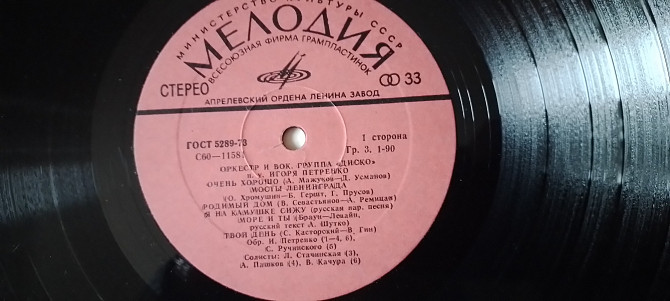 МИНИСТЕРСТВО КУЛЬТУРЫ СССР
МЕЛОДИЯ
ВСЕСОЮЗНАЯ ФИРМА ГРАМПЛАСТИНОК
СТЕРЕО 33
АПРЕЛЕВСКИЙ ОРДЕНА ЛЕНИНА ЗАВОД
ГОСТ 5289-73 1 сторона
С60—1158 Гр. 3. 1-90
ОРКЕСТР И ВОК. ГРУППА «ДИСКО»
п/у ИГОРЯ ПЕТРЕНКО
ОЧЕНЬ ХОРОШО (А. Мажуков—Д. Усманов)
МОСТЫ ЛЕНИНГРАДА
(О. Хромушин—Б. Гершт, Г. Прусов)
РОДИМЫЙ ДОМ (В. Севастьянов—А. Ремицая)
Ы НА КАМУШКЕ СИЖУ (русская нар. песня)
МОРЕ И ТЫ (Браун—Левайн,
русский текст А. Шутко)
ТВОЙ ДЕНЬ (С. Касторский—В. Гин)
Обр. И. Петренко (1—4, 6),
С. Ручинского (5)
Солисты: Л. Стачинская (3),
А. Пашков (4), В. Качура (6)